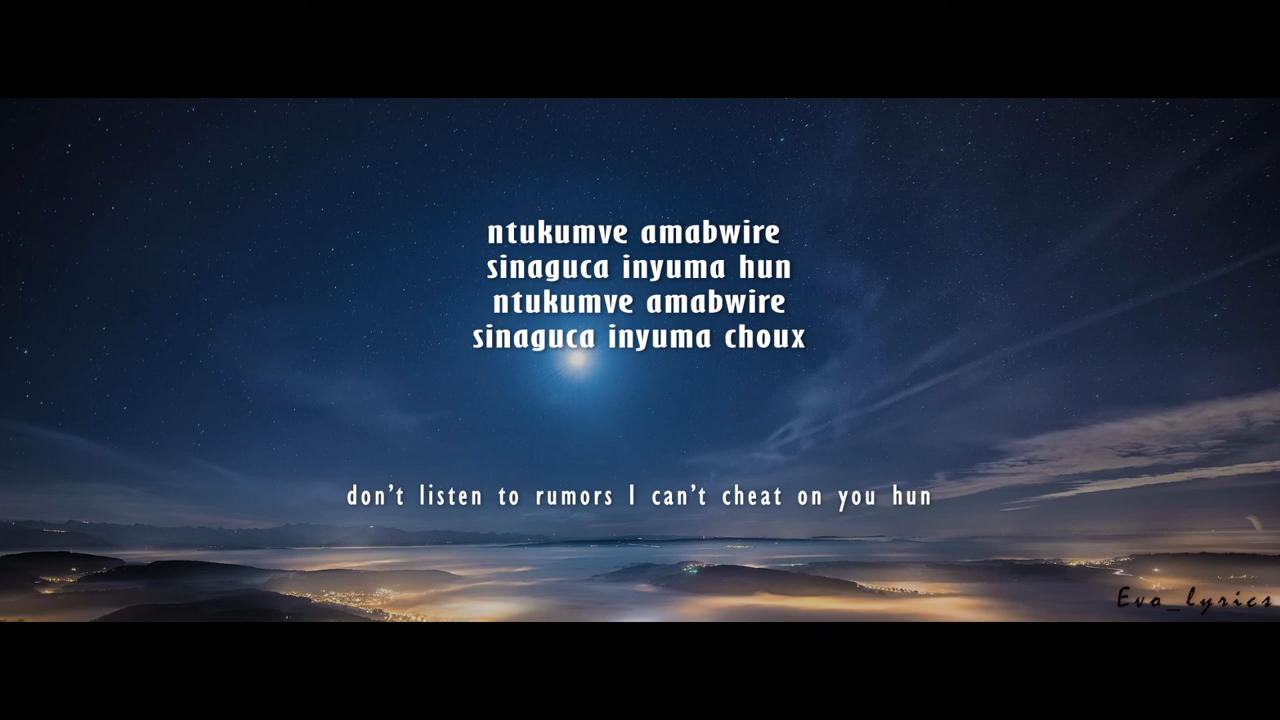 ntukumve amabwire
sinaguca inyuma hun
ntukumve amabwire
sinaguca inyuma choux
don't listen to rumors I can't cheat on you hun
Evo_lyrics